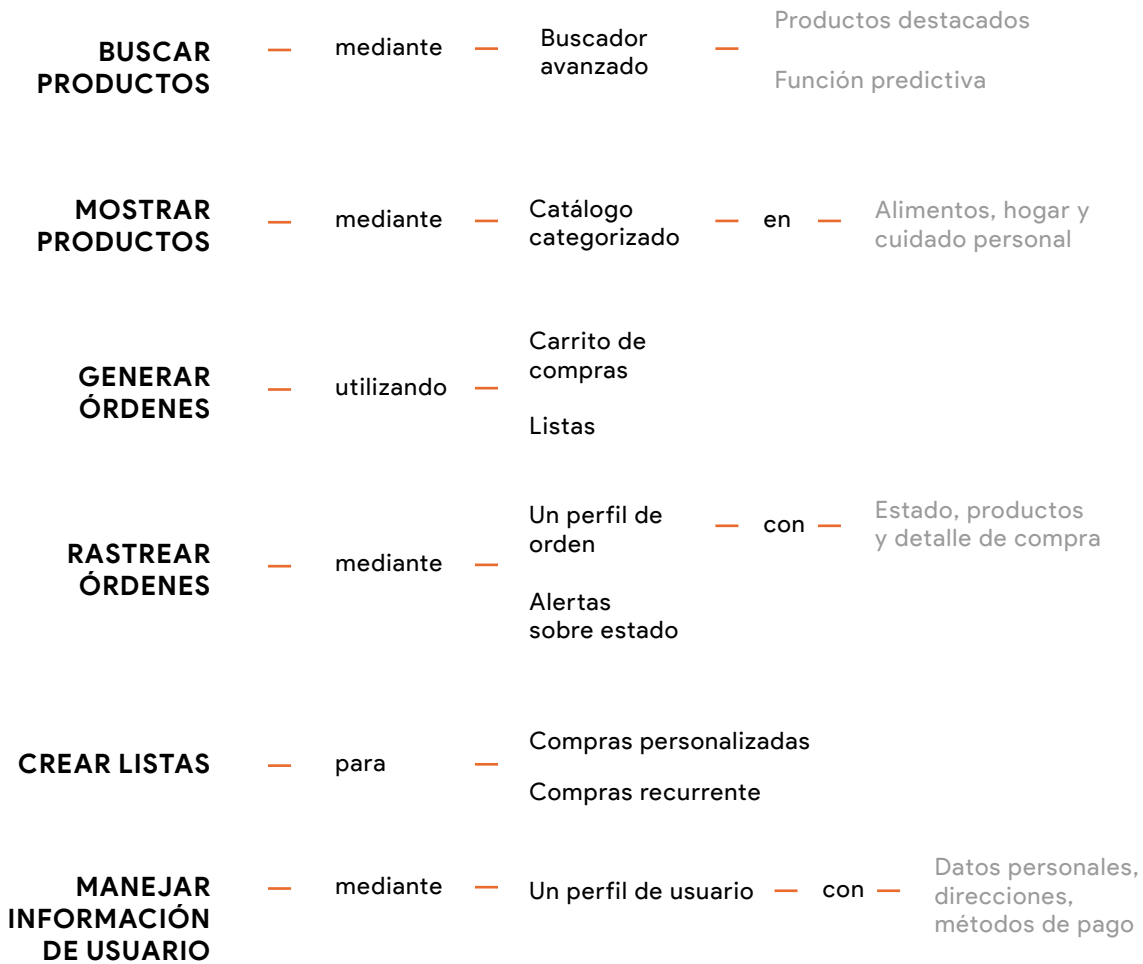 BUSCAR
PRODUCTOS
mediante
Buscador
avanzado
Productos destacados
Función predictiva
MOSTRAR
PRODUCTOS
mediante
Catálogo
categorizado
en
Alimentos, hogar y
cuidado personal
GENERAR
ÓRDENES
utilizando
Carrito de
compras
Listas
RASTREAR
ÓRDENES
mediante
Un perfil de
orden
con
Estado, productos
y detalle de compra
Alertas
sobre estado
CREAR LISTAS
para
Compras personalizadas
Compras recurrente
MANEJAR
INFORMACIÓN
DE USUARIO
mediante
Un perfil de usuario
con
Datos personales,
direcciones,
métodos de pago